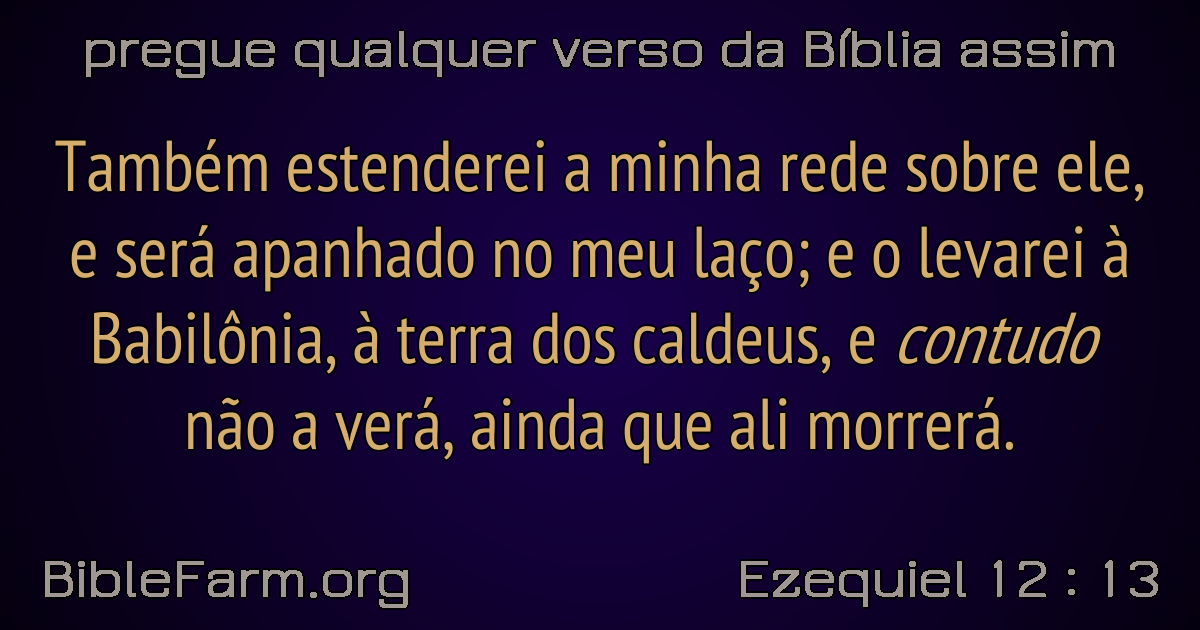 pregue qualquer verso da Bíblia assim
Também estenderei a minha rede sobre ele,
e será apanhado no meu laço; e o levarei à
Babilônia, à terra dos caldeus, e contudo
não a verá, ainda que ali morrerá.
BibleFarm.org
Ezequiel 12 : 13